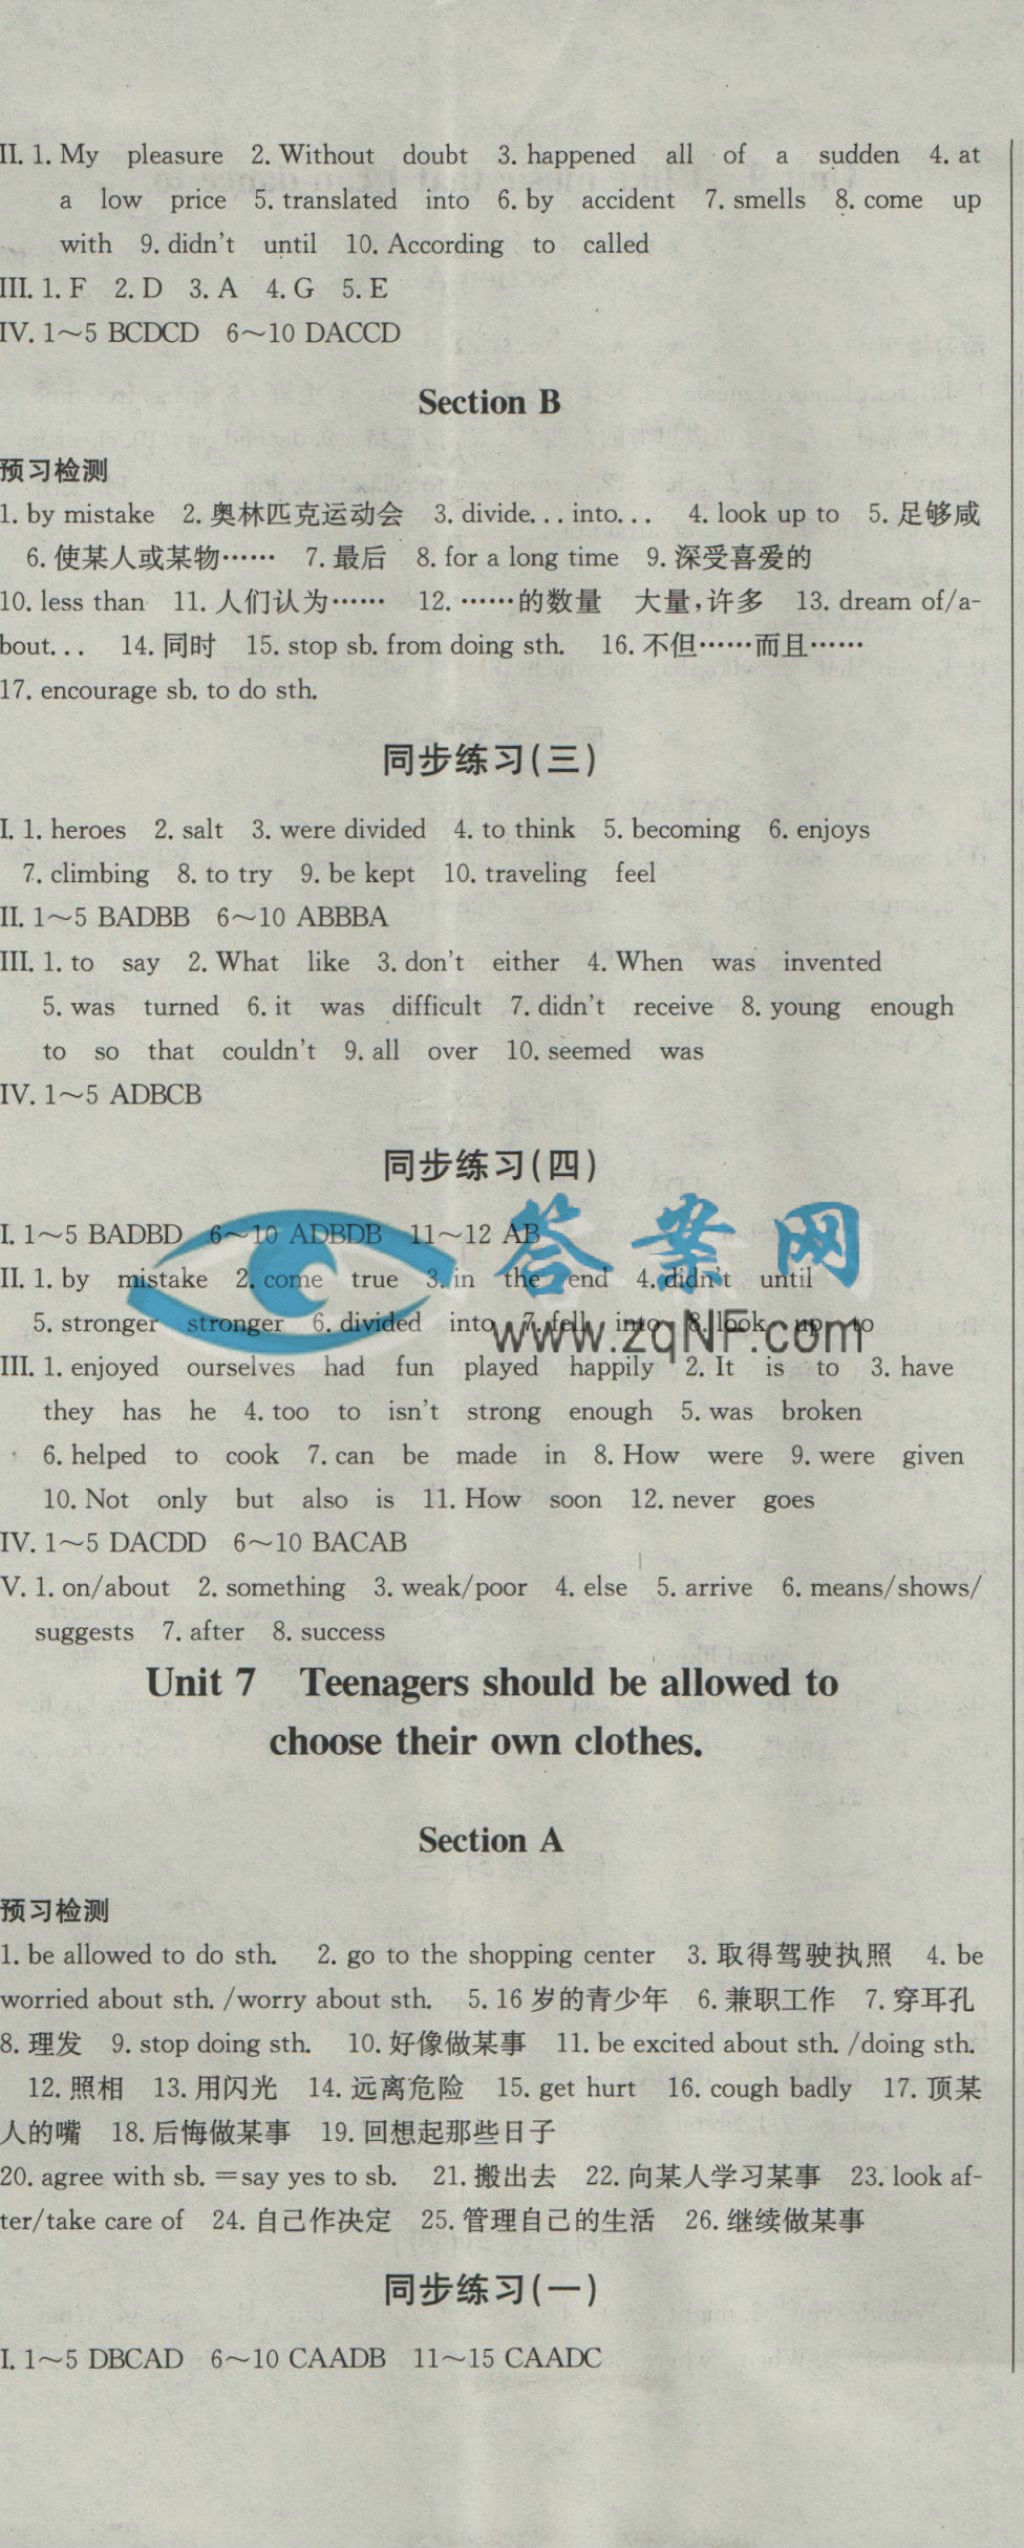 II. 1. My pleasure 2. Without doubt 3. happened all of a sudden 4. at
a low price 5. translated into 6. by accident 7. smells 8. come up
with 9. didn't until 10. According to called
III. 1. F 2. D 3. A 4. G 5. E
IV. 1～5 BCDCD 6～10 DACCD
Section B
预习检测
1. by mistake 2. 奥林匹克运动会 3. divide... into... 4. look up to 5. 足够咸
6. 使某人或某物…… 7. 最后 8. for a long time 9. 深受喜爱的
10. less than 11. 人们认为…… 12. ……的数量 大量,许多 13. dream of/a-
bout... 14. 同时 15. stop sb. from doing sth. 16. 不但……而且……
17. encourage sb. to do sth.
同步练习(三)
I. 1. heroes 2. salt 3. were divided 4. to think 5. becoming 6. enjoys
7. climbing 8. to try 9. be kept 10. traveling feel
II. 1～5 BADBB 6～10 ABBBA
III. 1. to say 2. What like 3. don't either 4. When was invented
5. was turned 6. it was difficult 7. didn't receive 8. young enough
to so that couldn't 9. all over 10. seemed was
IV. 1～5 ADBCB
同步练习(四)
I. 1～5 BADBD 6～10 ADBDB 11～12 AB
答案网
II. 1. by mistake 2. come true 3. in the end 4. didn't until
5. stronger stronger 6. divided into 7. fell into 8. look up to
www.zqNF.com
III. 1. enjoyed ourselves had fun played happily 2. It is to 3. have
they has he 4. too to isn't strong enough 5. was broken
6. helped to cook 7. can be made in 8. How were 9. were given
10. Not only but also is 11. How soon 12. never goes
IV. 1～5 DACDD 6～10 BACAB
V. 1. on/about 2. something 3. weak/poor 4. else 5. arrive 6. means/shows/
suggests 7. after 8. success
Unit 7 Teenagers should be allowed to
choose their own clothes.
Section A
预习检测
1. be allowed to do sth. 2. go to the shopping center 3. 取得驾驶执照 4. be
worried about sth. /worry about sth. 5. 16 岁的青少年 6. 兼职工作 7. 穿耳孔
8. 理发 9. stop doing sth. 10. 好像做某事 11. be excited about sth. /doing sth.
12. 照相 13. 用闪光 14. 远离危险 15. get hurt 16. cough badly 17. 顶某
人的嘴 18. 后悔做某事 19. 回想起那些日子
20. agree with sb. =say yes to sb. 21. 搬出去 22. 向某人学习某事 23. look af-
ter/take care of 24. 自己作决定 25. 管理自己的生活 26. 继续做某事
同步练习(一)
I. 1～5 DBCAD 6～10 CAADB 11～15 CAADC